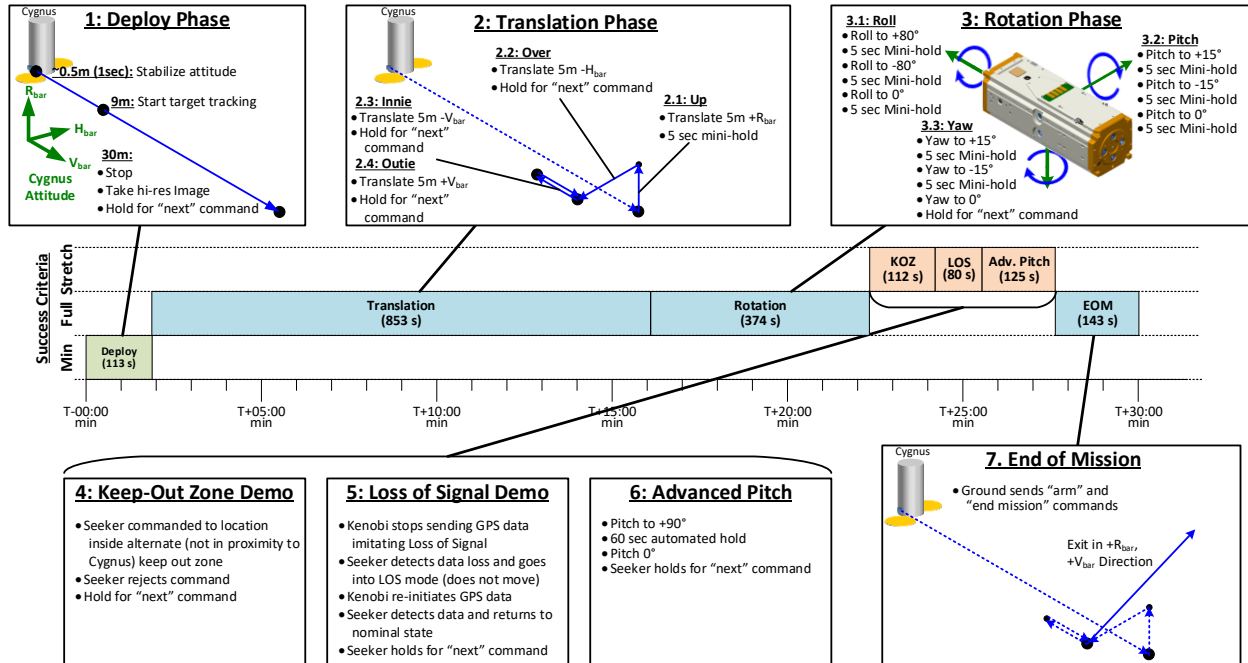 Cygnus
1: Deploy Phase
~0.5m (1sec): Stabilize attitude
9m: Start target tracking
Rbar
Hbar
Vbar
Cygnus
Attitude
30m:
● Stop
● Take hi-res Image
● Hold for “next” command
Cygnus
2: Translation Phase
2.2: Over
● Translate 5m -Hbar
● Hold for “next” command
2.3: Innie
● Translate 5m -Vbar
● Hold for “next”
command
2.1: Up
● Translate 5m +Rbar
● 5 sec mini-hold
2.4: Outie
● Translate 5m +Vbar
● Hold for “next”
command
3: Rotation Phase
3.1: Roll
● Roll to +80°
● 5 sec Mini-hold
● Roll to -80°
● 5 sec Mini-hold
● Roll to 0°
● 5 sec Mini-hold
3.2: Pitch
● Pitch to +15°
● 5 sec Mini-hold
● Pitch to -15°
● 5 sec Mini-hold
● Pitch to 0°
● 5 sec Mini-hold
3.3: Yaw
● Yaw to +15°
● 5 sec Mini-hold
● Yaw to -15°
● 5 sec Mini-hold
● Yaw to 0°
● Hold for “next” command
Success Criteria
Stretch
Full
Min
KOZ
(112 s)
LOS
(80 s)
Adv. Pitch
(125 s)
Translation
(853 s)
Rotation
(374 s)
EOM
(143 s)
Deploy
(113 s)
T-00:00
min
T+05:00
min
T+10:00
min
T+15:00
min
T+20:00
min
T+25:00
min
T+30:00
min
4: Keep-Out Zone Demo
● Seeker commanded to location
inside alternate (not in proximity to
Cygnus) keep out zone
● Seeker rejects command
● Hold for “next” command
5: Loss of Signal Demo
● Kenobi stops sending GPS data
imitating Loss of Signal
● Seeker detects data loss and goes
into LOS mode (does not move)
● Kenobi re-initiates GPS data
● Seeker detects data and returns to
nominal state
● Seeker holds for “next” command
6: Advanced Pitch
● Pitch to +90°
● 60 sec automated hold
● Pitch 0°
● Seeker holds for “next” command
Cygnus
7. End of Mission
● Ground sends “arm” and
“end mission” commands
Exit in +Rbar,
+Vbar Direction